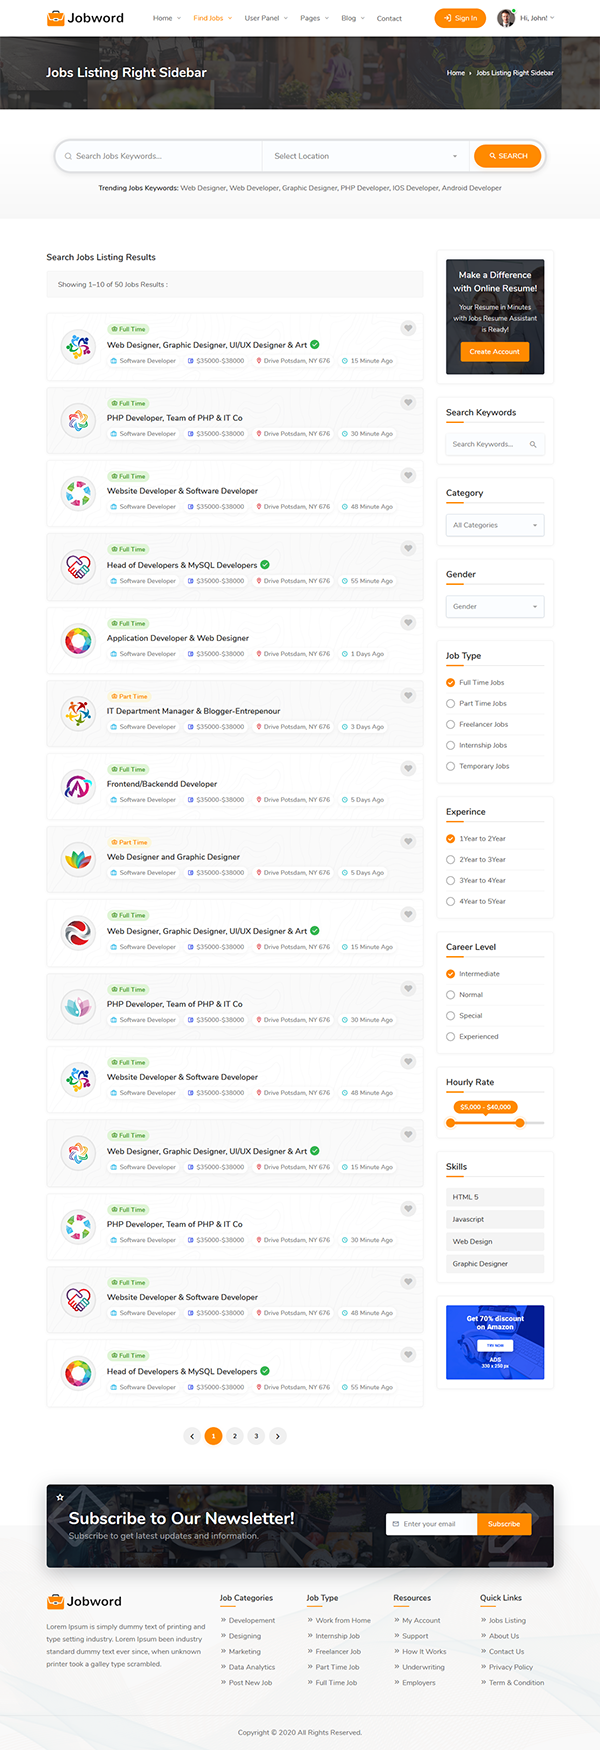 Jobword
Home Find Jobs User Panel Pages Blog Contact Sign In Hi, John!
Jobs Listing Right Sidebar
Home Jobs Listing Right Sidebar
Search Jobs Keywords... Select Location SEARCH
Trending Jobs Keywords: Web Designer, Web Developer, Graphic Designer, PHP Developer, IOS Developer, Android Developer
Search Jobs Listing Results
Showing 1–10 of 50 Jobs Results :
Full Time
Web Designer, Graphic Designer, UI/UX Designer & Art
Software Developer $35000-$38000 Drive Potsdam, NY 676 15 Minute Ago
Full Time
PHP Developer, Team of PHP & IT Co
Software Developer $35000-$38000 Drive Potsdam, NY 676 30 Minute Ago
Full Time
Website Developer & Software Developer
Software Developer $35000-$38000 Drive Potsdam, NY 676 48 Minute Ago
Full Time
Head of Developers & MySQL Developers
Software Developer $35000-$38000 Drive Potsdam, NY 676 55 Minute Ago
Full Time
Application Developer & Web Designer
Software Developer $35000-$38000 Drive Potsdam, NY 676 1 Days Ago
Part Time
IT Department Manager & Blogger-Entrepenour
Software Developer $35000-$38000 Drive Potsdam, NY 676 3 Days Ago
Full Time
Frontend/Backendd Developer
Software Developer $35000-$38000 Drive Potsdam, NY 676 5 Days Ago
Part Time
Web Designer and Graphic Designer
Software Developer $35000-$38000 Drive Potsdam, NY 676 5 Days Ago
Full Time
Web Designer, Graphic Designer, UI/UX Designer & Art
Software Developer $35000-$38000 Drive Potsdam, NY 676 15 Minute Ago
Full Time
PHP Developer, Team of PHP & IT Co
Software Developer $35000-$38000 Drive Potsdam, NY 676 30 Minute Ago
Full Time
Website Developer & Software Developer
Software Developer $35000-$38000 Drive Potsdam, NY 676 48 Minute Ago
Full Time
Web Designer, Graphic Designer, UI/UX Designer & Art
Software Developer $35000-$38000 Drive Potsdam, NY 676 15 Minute Ago
Full Time
PHP Developer, Team of PHP & IT Co
Software Developer $35000-$38000 Drive Potsdam, NY 676 30 Minute Ago
Full Time
Website Developer & Software Developer
Software Developer $35000-$38000 Drive Potsdam, NY 676 48 Minute Ago
Full Time
Head of Developers & MySQL Developers
Software Developer $35000-$38000 Drive Potsdam, NY 676 55 Minute Ago
1 2 3
Make a Difference
with Online Resume!
Your Resume in Minutes
with Jobs Resume Assistant
is Ready!
Create Account
Search Keywords
Search Keywords...
Category
All Categories
Gender
Gender
Job Type
Full Time Jobs
Part Time Jobs
Freelancer Jobs
Internship Jobs
Temporary Jobs
Experince
1Year to 2Year
2Year to 3Year
3Year to 4Year
4Year to 5Year
Career Level
Intermediate
Normal
Special
Experienced
Hourly Rate
$5,000 - $40,000
Skills
HTML 5
Javascript
Web Design
Graphic Designer
Get 70% discount
on Amazon
TRY NOW
ADS
336 x 258 px
Subscribe to Our Newsletter!
Subscribe to get latest updates and information.
Enter your email Subscribe
Jobword
Lorem Ipsum is simply dummy text of printing and
type setting industry. Lorem Ipsum been industry
standard dummy text ever since, when unknown
printer took a galley type scrambled.
Job Categories
Developement
Designing
Marketing
Data Analytics
Post New Job
Job Type
Work from Home
Internship Job
Freelancer Job
Part Time Job
Full Time Job
Resources
My Account
Support
How It Works
Underwriting
Employers
Quick Links
Jobs Listing
About Us
Contact Us
Privacy Policy
Term & Condition
Copyright © 2020 All Rights Reserved.